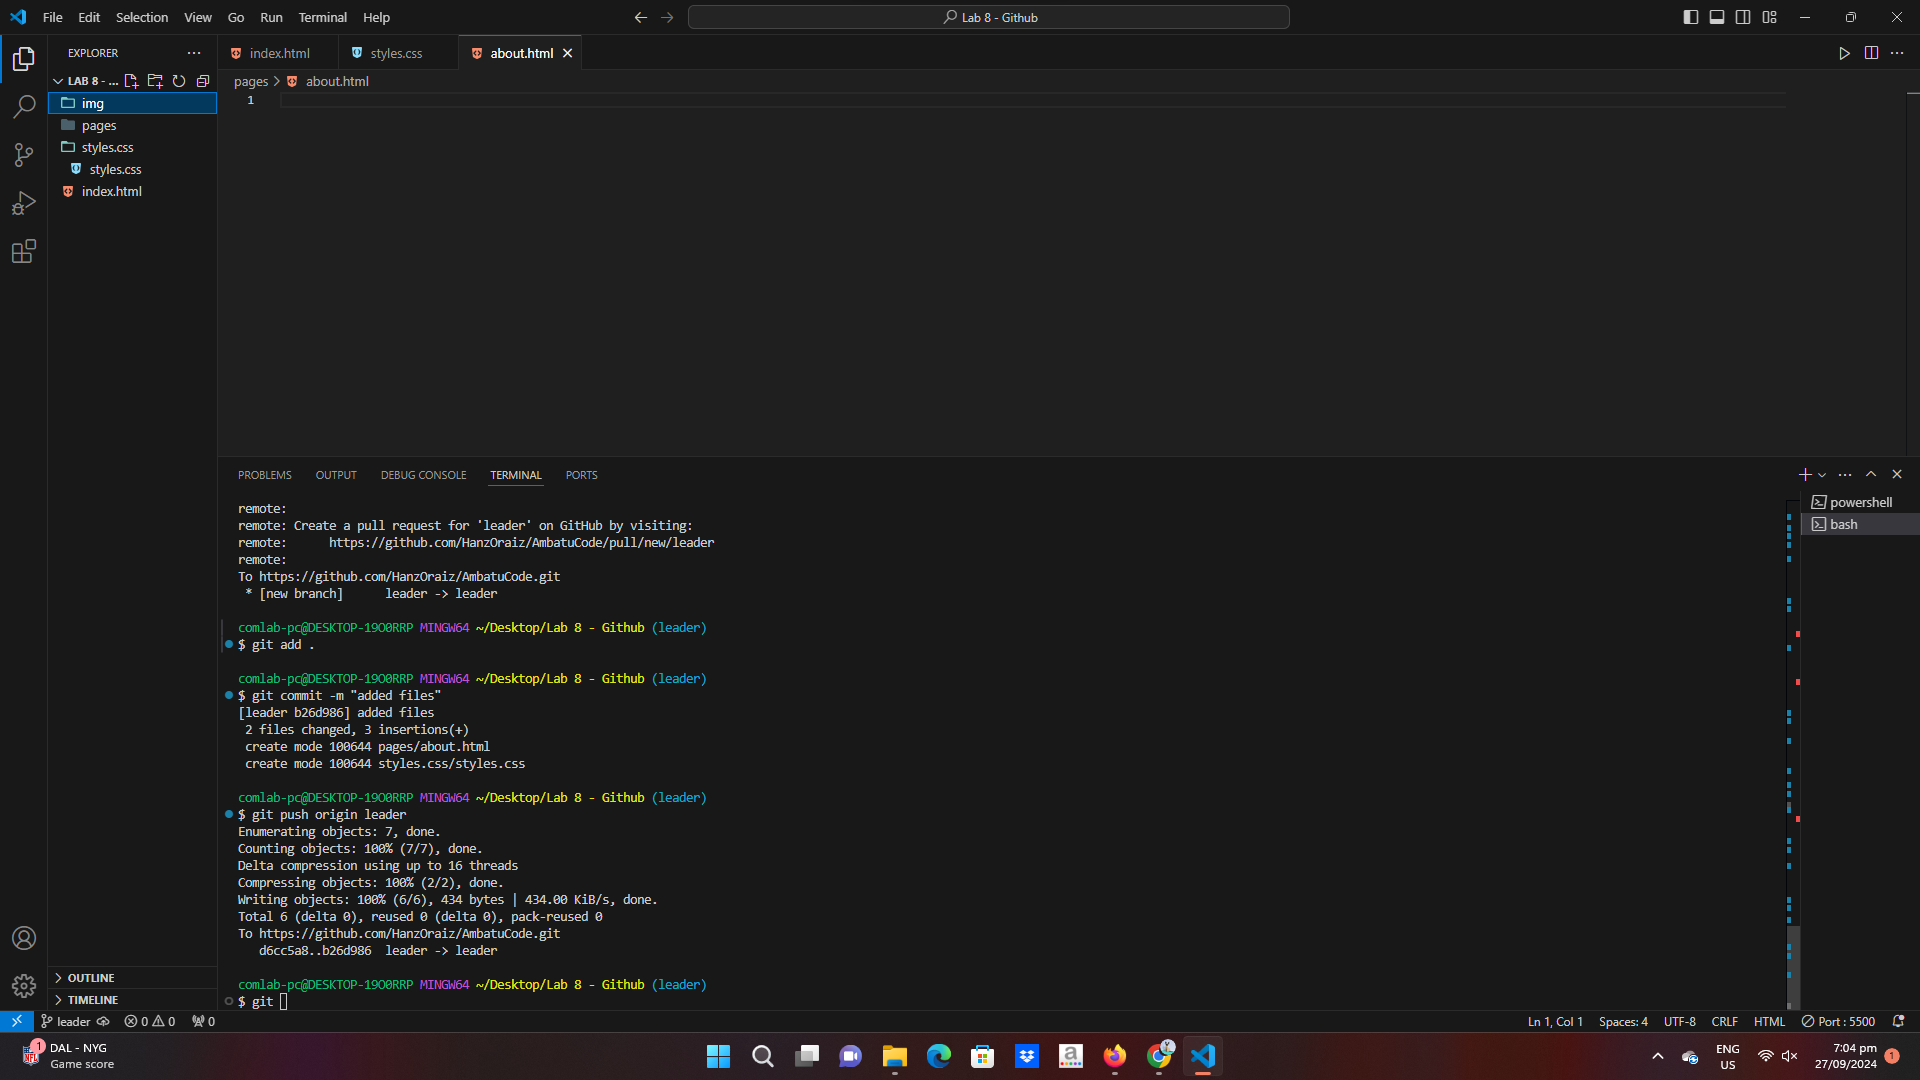 File Edit Selection View Go Run Terminal Help
Lab 8 - Github
EXPLORER
LAB 8 - ...
img
pages
styles.css
styles.css
index.html
OUTLINE
TIMELINE
index.html styles.css about.html
pages > about.html
1
PROBLEMS OUTPUT DEBUG CONSOLE TERMINAL PORTS
powershell
bash
remote:
remote: Create a pull request for 'leader' on GitHub by visiting:
remote:      https://github.com/HanzOraiz/AmbatuCode/pull/new/leader
remote:
To https://github.com/HanzOraiz/AmbatuCode.git
 * [new branch]      leader -> leader
comlab-pc@DESKTOP-19O0RRP MINGW64 ~/Desktop/Lab 8 - Github (leader)
$ git add .
comlab-pc@DESKTOP-19O0RRP MINGW64 ~/Desktop/Lab 8 - Github (leader)
$ git commit -m "added files"
[leader b26d986] added files
 2 files changed, 3 insertions(+)
 create mode 100644 pages/about.html
 create mode 100644 styles.css/styles.css
comlab-pc@DESKTOP-19O0RRP MINGW64 ~/Desktop/Lab 8 - Github (leader)
$ git push origin leader
Enumerating objects: 7, done.
Counting objects: 100% (7/7), done.
Delta compression using up to 16 threads
Compressing objects: 100% (2/2), done.
Writing objects: 100% (6/6), 434 bytes | 434.00 KiB/s, done.
Total 6 (delta 0), reused 0 (delta 0), pack-reused 0
To https://github.com/HanzOraiz/AmbatuCode.git
   d6cc5a8..b26d986  leader -> leader
comlab-pc@DESKTOP-19O0RRP MINGW64 ~/Desktop/Lab 8 - Github (leader)
$ git
leader 0 0 0
Ln 1, Col 1 Spaces: 4 UTF-8 CRLF HTML Port : 5500
1
NFL
DAL - NYG
Game score
a
ENG
US
7:04 pm
27/09/2024
1